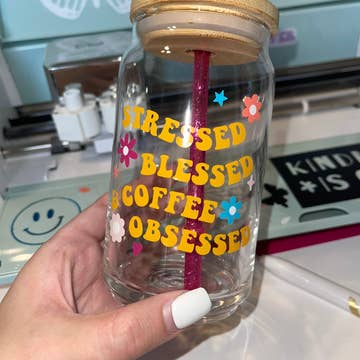 STRESSED
BLESSED
& COFFEE
OBSESSED
KIND
IS C